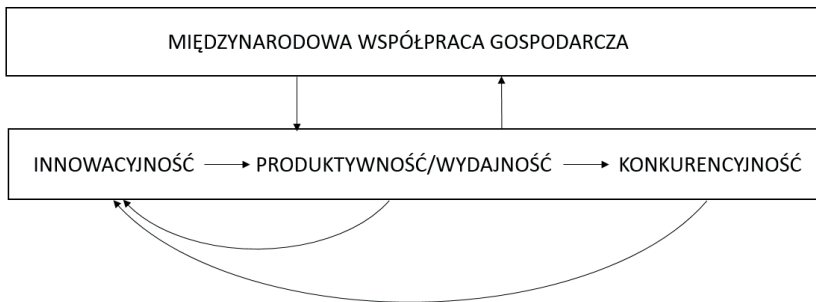 MIĘDZYNARODOWA WSPÓŁPRACA GOSPODARCZA
INNOWACYJNOŚĆ PRODUKTYWNOŚĆ/WYDAJNOŚĆ KONKURENCYJNOŚĆ